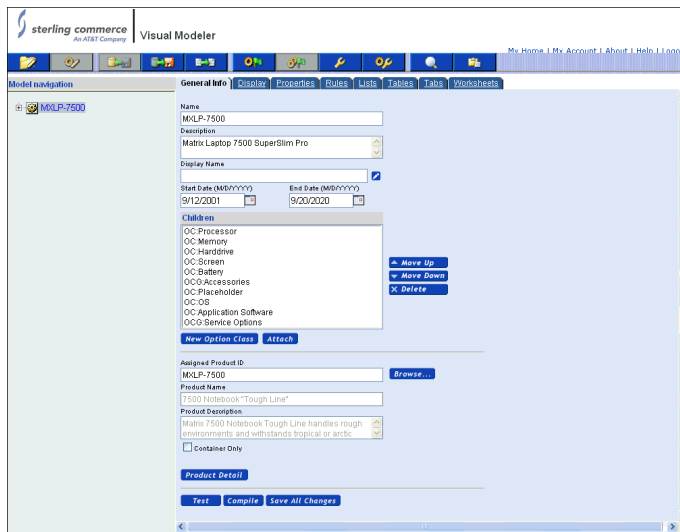 sterling commerce
An AT&T Company
Visual Modeler
My Home | My Account | About | Help | Logo
Model navigation
General Info
Display
Properties
Rules
Lists
Tables
Tabs
Worksheets
MXLP-7500
Name
MXLP-7500
Description
Matrix Laptop 7500 SuperSlim Pro
Display Name
Start Date (M/D/YYYY)
End Date (M/D/YYYY)
9/12/2001
9/20/2020
Children
OC:Processor
OC:Memory
OC:Harddrive
OC:Screen
OC:Battery
OCG:Accessories
OC:Placeholder
OC:OS
OC:Application Software
OCG:Service Options
Move Up
Move Down
Delete
New Option Class
Attach
Assigned Product ID
MXLP-7500
Browse...
Product Name
7500 Notebook "Tough Line"
Product Description
Matrix 7500 Notebook Tough Line handles rough
environments and withstands tropical or arctic
Container Only
Product Detail
Test
Compile
Save All Changes